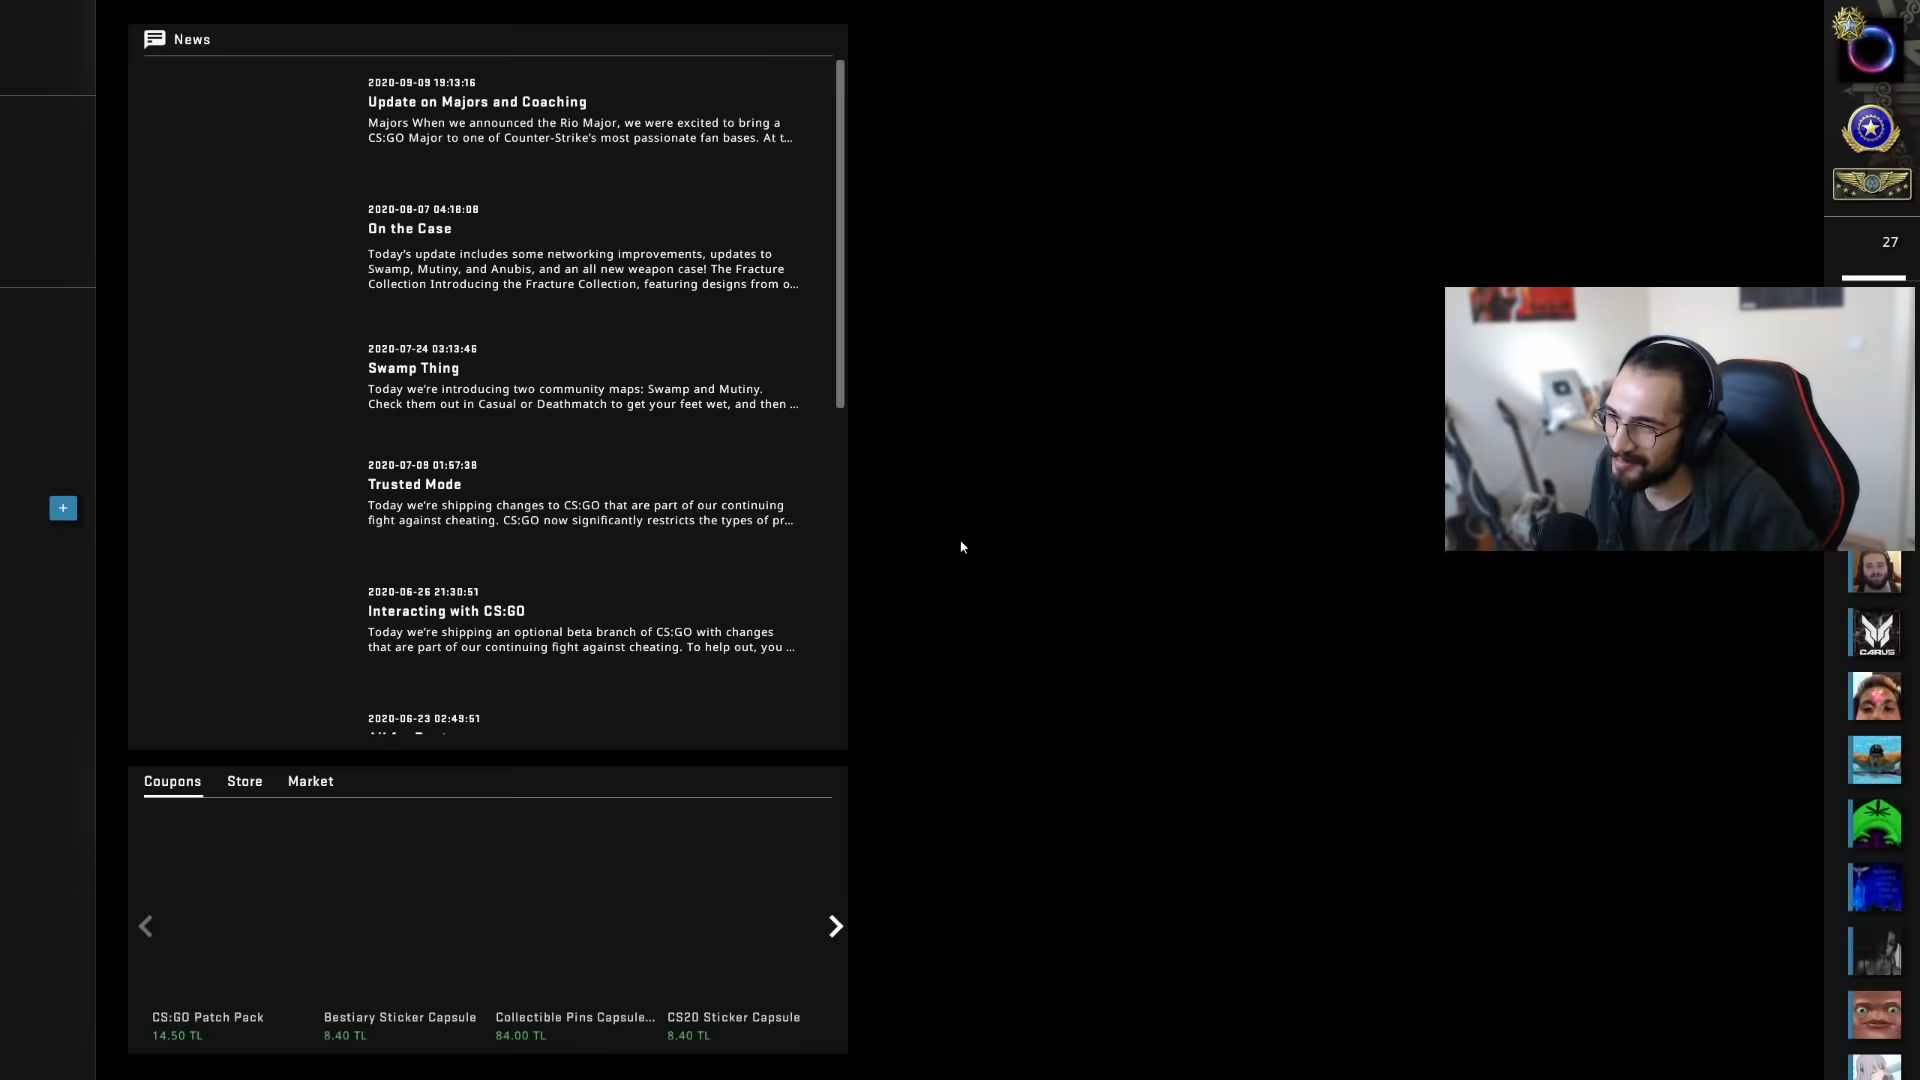 News
2020-09-09 19:13:16
Update on Majors and Coaching
Majors When we announced the Rio Major, we were excited to bring a
CS:GO Major to one of Counter-Strike's most passionate fan bases. At t...
2020-08-07 04:18:08
On the Case
Today's update includes some networking improvements, updates to
Swamp, Mutiny, and Anubis, and an all new weapon case! The Fracture
Collection Introducing the Fracture Collection, featuring designs from o...
2020-07-24 03:13:46
Swamp Thing
Today we're introducing two community maps: Swamp and Mutiny.
Check them out in Casual or Deathmatch to get your feet wet, and then ...
2020-07-09 01:57:38
Trusted Mode
Today we're shipping changes to CS:GO that are part of our continuing
fight against cheating. CS:GO now significantly restricts the types of pr...
2020-06-26 21:30:51
Interacting with CS:GO
Today we're shipping an optional beta branch of CS:GO with changes
that are part of our continuing fight against cheating. To help out, you ...
2020-06-23 02:49:51
Coupons Store Market
CS:GO Patch Pack
14.50 TL
Bestiary Sticker Capsule
8.40 TL
Collectible Pins Capsule...
84.00 TL
CS20 Sticker Capsule
8.40 TL
27
CARUS